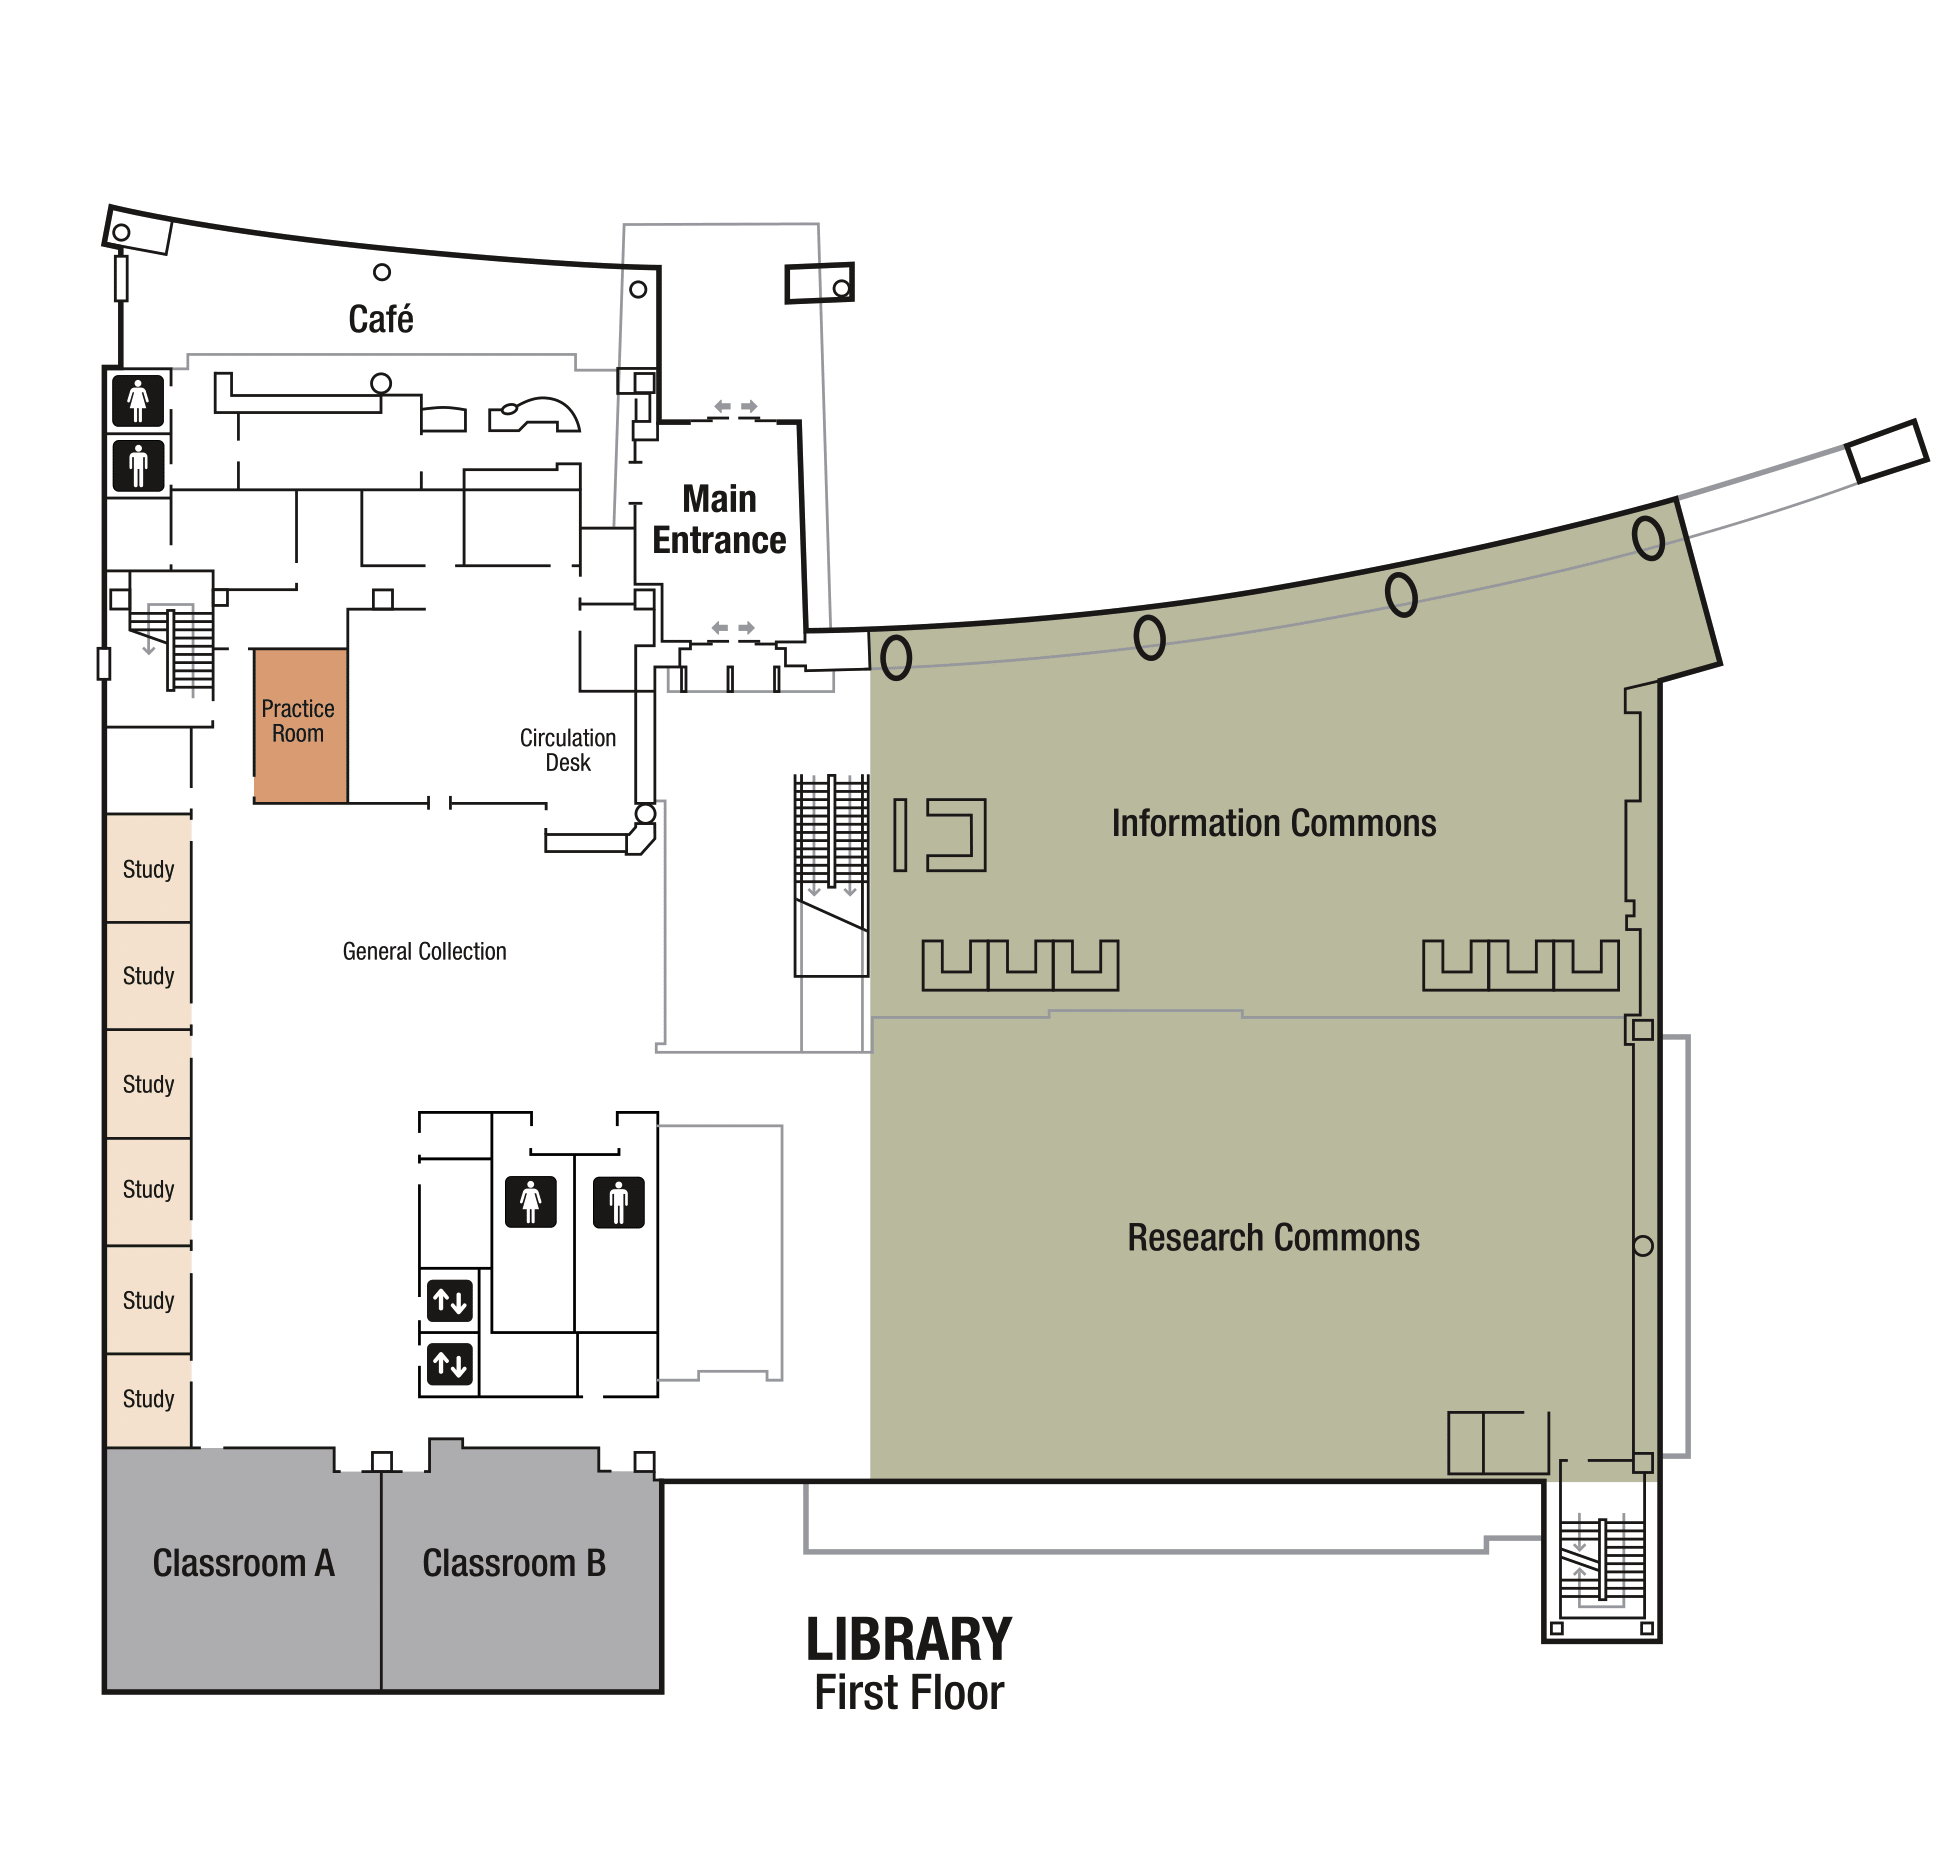 Café
Main
Entrance
Practice
Room
Circulation
Desk
Information Commons
Study
General Collection
Study
Study
Study
Research Commons
Study
Study
Classroom A
Classroom B
LIBRARY
First Floor